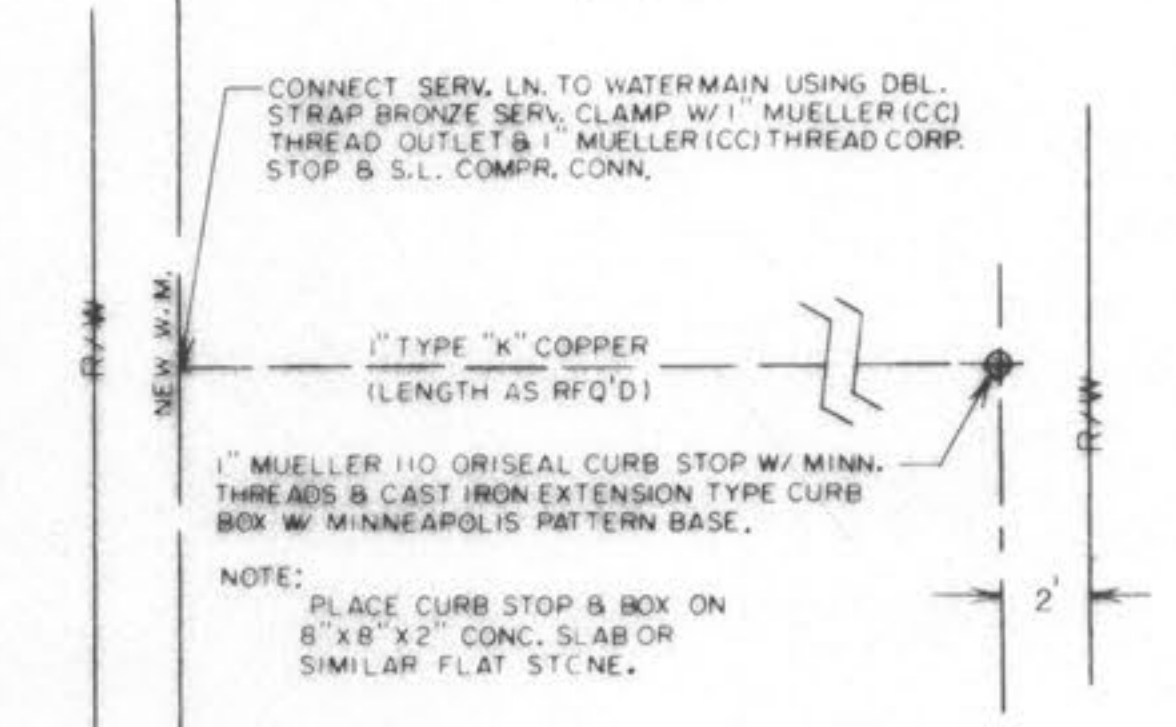 CONNECT SERV. LN. TO WATERMAIN USING DBL.
STRAP BRONZE SERV. CLAMP W/ 1" MUELLER (CC)
THREAD OUTLET & 1" MUELLER (CC) THREAD CORP.
STOP & S.L. COMPR. CONN.
R/W
NEW W.M.
1" TYPE "K" COPPER
(LENGTH AS REQ'D)
R/W
1" MUELLER 110 ORISEAL CURB STOP W/ MINN.
THREADS & CAST IRON EXTENSION TYPE CURB
BOX W/ MINNEAPOLIS PATTERN BASE.
NOTE:
PLACE CURB STOP & BOX ON
8" X 8" X 2" CONC. SLAB OR
SIMILAR FLAT STONE.
2'